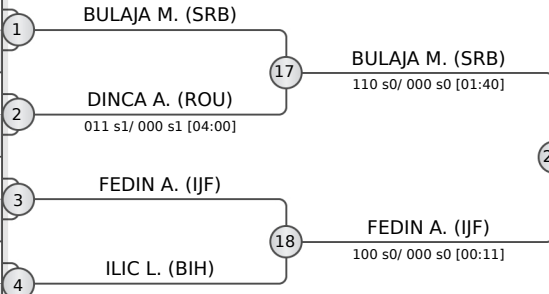 BULAJA M. (SRB)
1
17
BULAJA M. (SRB)
110 s0/ 000 s0 [01:40]
2
DINCA A. (ROU)
011 s1/ 000 s1 [04:00]
3
FEDIN A. (IJF)
18
FEDIN A. (IJF)
100 s0/ 000 s0 [00:11]
4
ILIC L. (BIH)